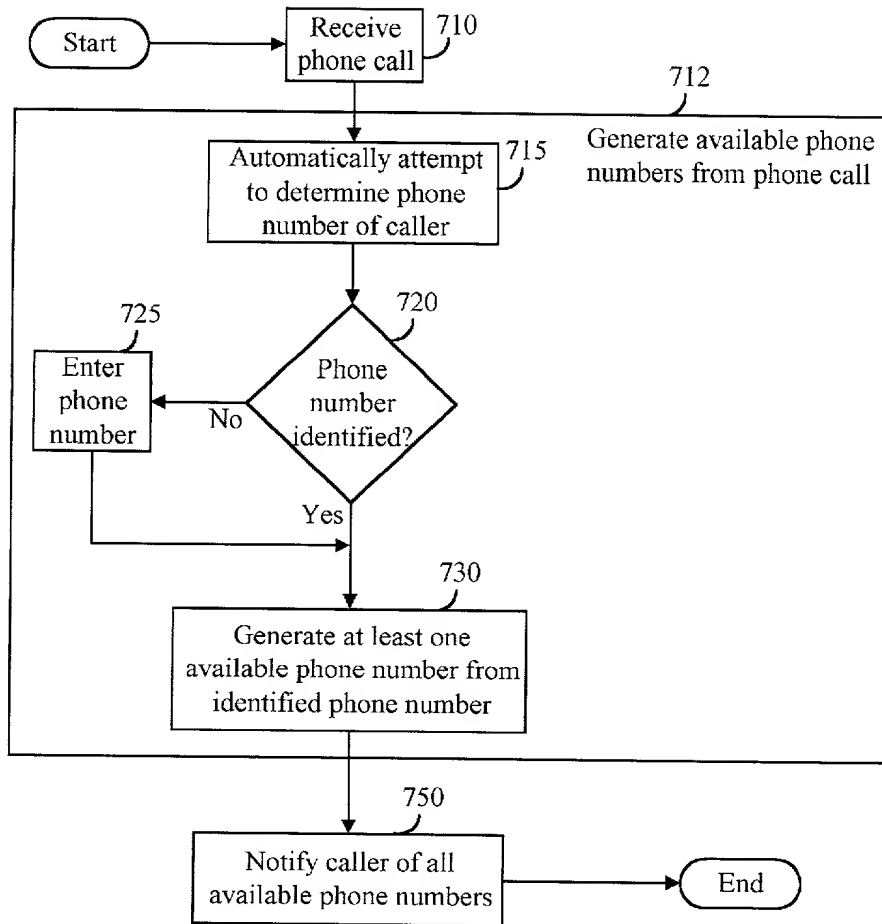 Start
Receive
phone call
710
712
Generate available phone
numbers from phone call
Automatically attempt
to determine phone
number of caller
715
720
725
Enter
phone
number
Phone
number
identified?
No
Yes
730
Generate at least one
available phone number from
identified phone number
750
Notify caller of all
available phone numbers
End